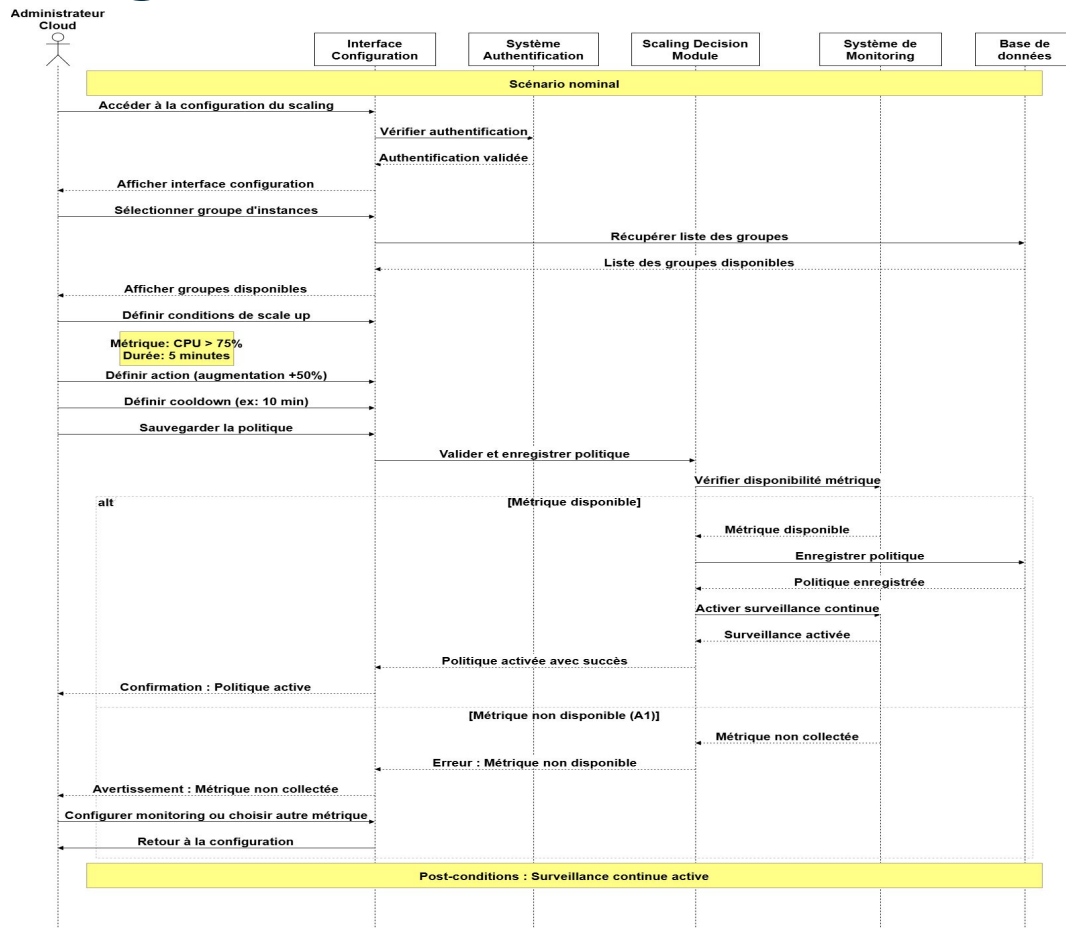 Administrateur
Cloud
Interface
Configuration
Système
Authentification
Scaling Decision
Module
Système de
Monitoring
Base de
données
Scénario nominal
Accéder à la configuration du scaling
Vérifier authentification
Authentification validée
Afficher interface configuration
Sélectionner groupe d'instances
Récupérer liste des groupes
Liste des groupes disponibles
Afficher groupes disponibles
Définir conditions de scale up
Métrique: CPU > 75%
Durée: 5 minutes
Définir action (augmentation +50%)
Définir cooldown (ex: 10 min)
Sauvegarder la politique
Valider et enregistrer politique
Vérifier disponibilité métrique
alt
[Métrique disponible]
Métrique disponible
Enregistrer politique
Politique enregistrée
Activer surveillance continue
Surveillance activée
Politique activée avec succès
Confirmation : Politique active
[Métrique non disponible (A1)]
Métrique non collectée
Erreur : Métrique non disponible
Avertissement : Métrique non collectée
Configurer monitoring ou choisir autre métrique
Retour à la configuration
Post-conditions : Surveillance continue active